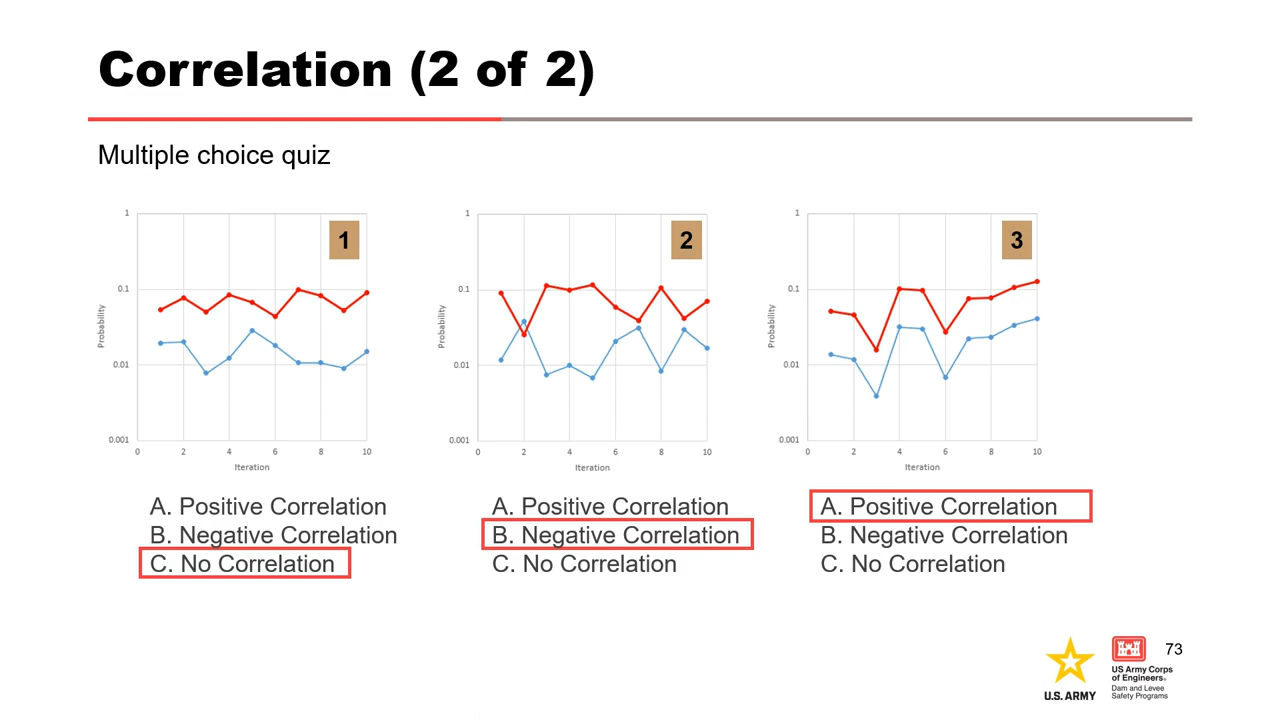 Correlation (2 of 2)
Multiple choice quiz
1
0.1
0.01
0.001
Probability
0 2 4 6 8 10
Iteration
1
A. Positive Correlation
B. Negative Correlation
C. No Correlation
1
0.1
0.01
0.001
Probability
0 2 4 6 8 10
Iteration
2
A. Positive Correlation
B. Negative Correlation
C. No Correlation
1
0.1
0.01
0.001
Probability
0 2 4 6 8 10
Iteration
3
A. Positive Correlation
B. Negative Correlation
C. No Correlation
U.S. ARMY
US Army Corps
of Engineers®
Dam and Levee
Safety Programs
73